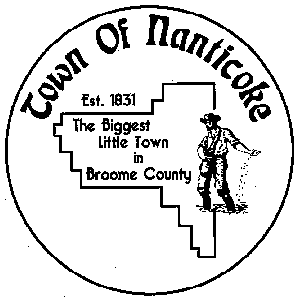 Town Of Nanticoke
Est. 1831
The Biggest
Little Town
in
Broome County